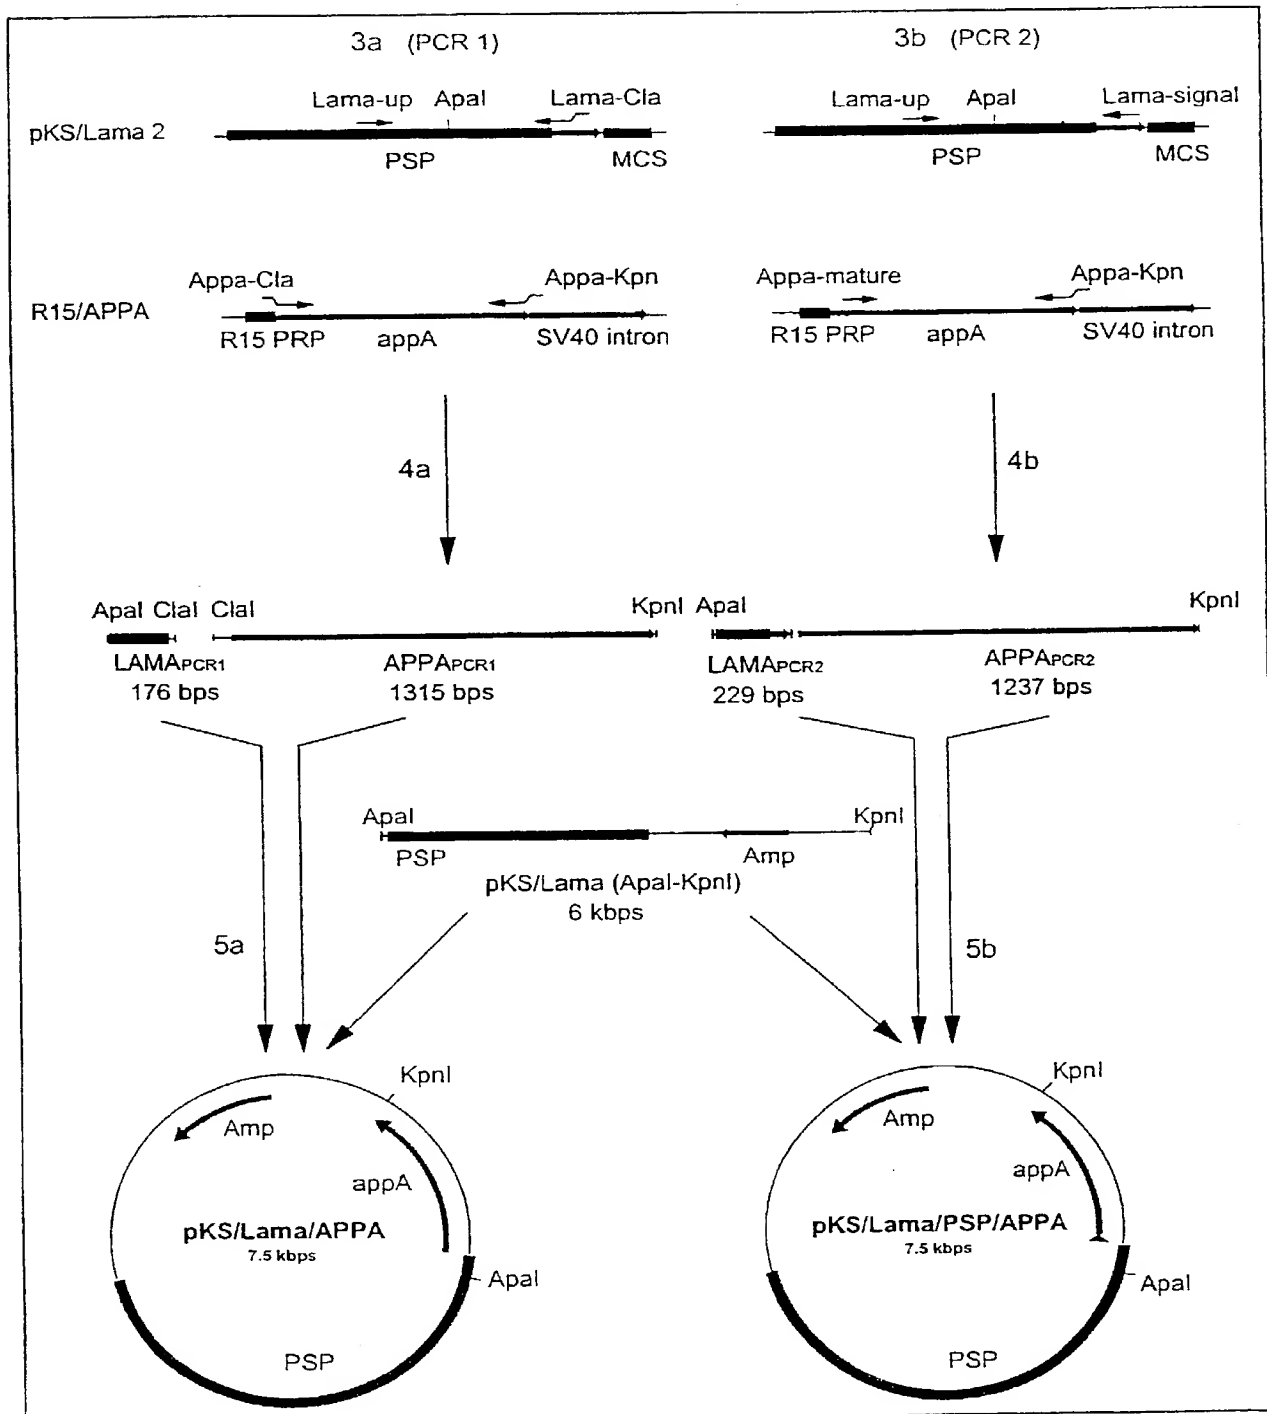 3a (PCR 1)
3b (PCR 2)
Lama-up ApaI Lama-Cla
Lama-up ApaI Lama-signal
pKS/Lama 2
PSP MCS
PSP MCS
Appa-Cla Appa-Kpn
Appa-mature Appa-Kpn
R15/APPA
R15 PRP appA SV40 intron
R15 PRP appA SV40 intron
4a
4b
ApaI ClaI ClaI KpnI
ApaI KpnI
LAMAPCR1
176 bps
APPAPCR1
1315 bps
LAMAPCR2
229 bps
APPAPCR2
1237 bps
ApaI KpnI
PSP Amp
pKS/Lama (ApaI-KpnI)
6 kbps
5a
5b
KpnI
Amp
appA
pKS/Lama/APPA
7.5 kbps
ApaI
PSP
KpnI
Amp
appA
pKS/Lama/PSP/APPA
7.5 kbps
ApaI
PSP